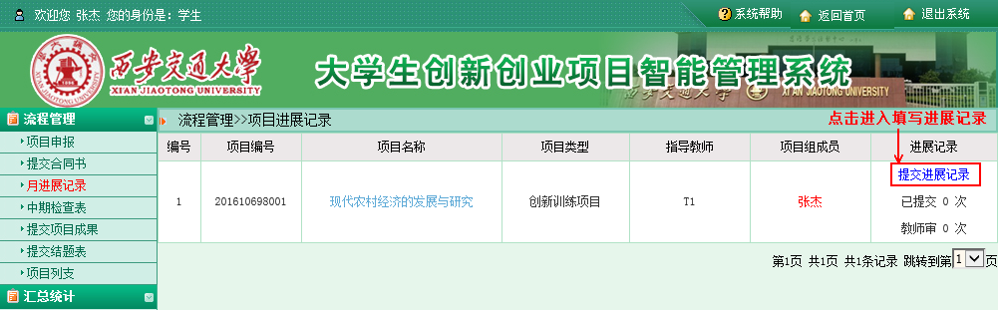 欢迎您 张杰 您的身份是：学生
系统帮助 返回首页 退出系统
西安交通大学
XI'AN JIAOTONG UNIVERSITY
大学生创新创业项目智能管理系统
XI'AN JIAOTONG UNIVERSITY
流程管理
项目申报
提交合同书
月进展记录
中期检查表
提交项目成果
提交结题表
项目列支
汇总统计
流程管理>>项目进展记录
点击进入填写进展记录
编号 项目编号 项目名称 项目类型 指导教师 项目组成员 进展记录
1 201610698001 现代农村经济的发展与研究 创新训练项目 T1 张杰
提交进展记录
已提交 0 次
教师审 0 次
第1页 共1页 共1条记录 跳转到第1页